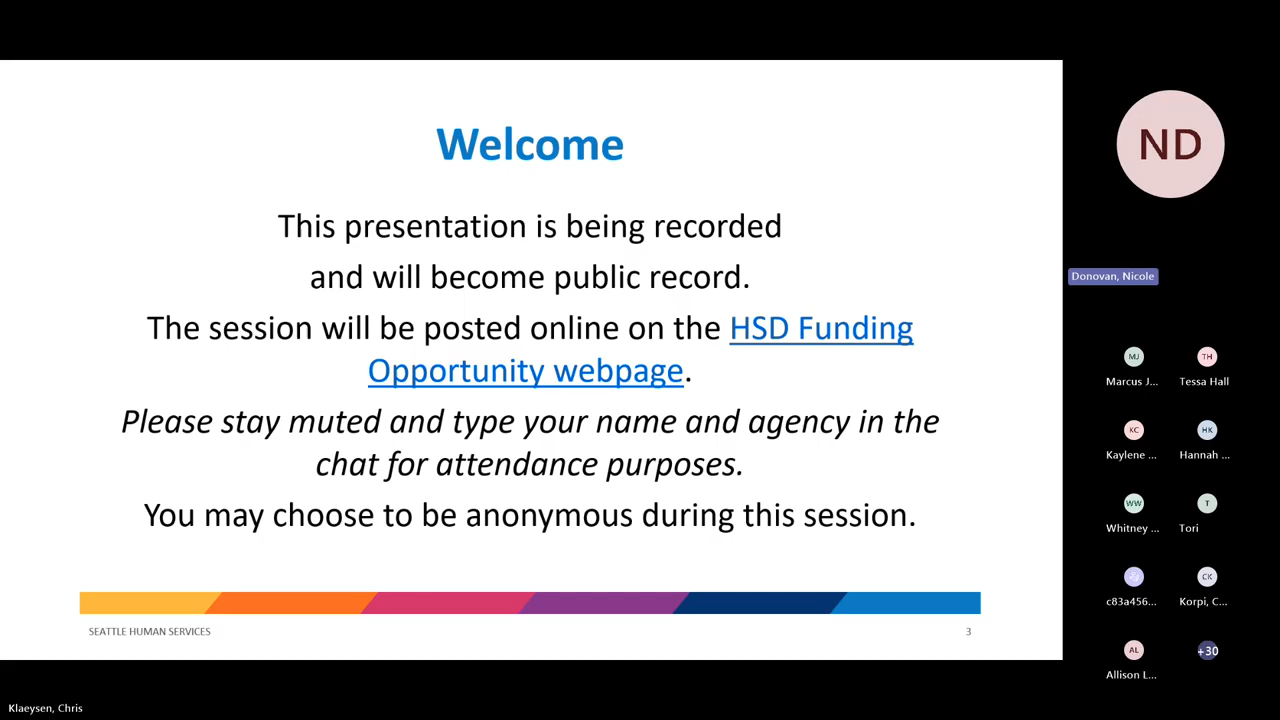 Welcome
This presentation is being recorded
and will become public record.
The session will be posted online on the HSD Funding
Opportunity webpage.
Please stay muted and type your name and agency in the
chat for attendance purposes.
You may choose to be anonymous during this session.
SEATTLE HUMAN SERVICES
3
ND
Donovan, Nicole
MJ
TH
Marcus J...
Tessa Hall
KC
HK
Kaylene ...
Hannah ...
WW
T
Whitney ...
Tori
CK
c83a456...
Korpi, C...
AL
+30
Allison L...
Klaeysen, Chris